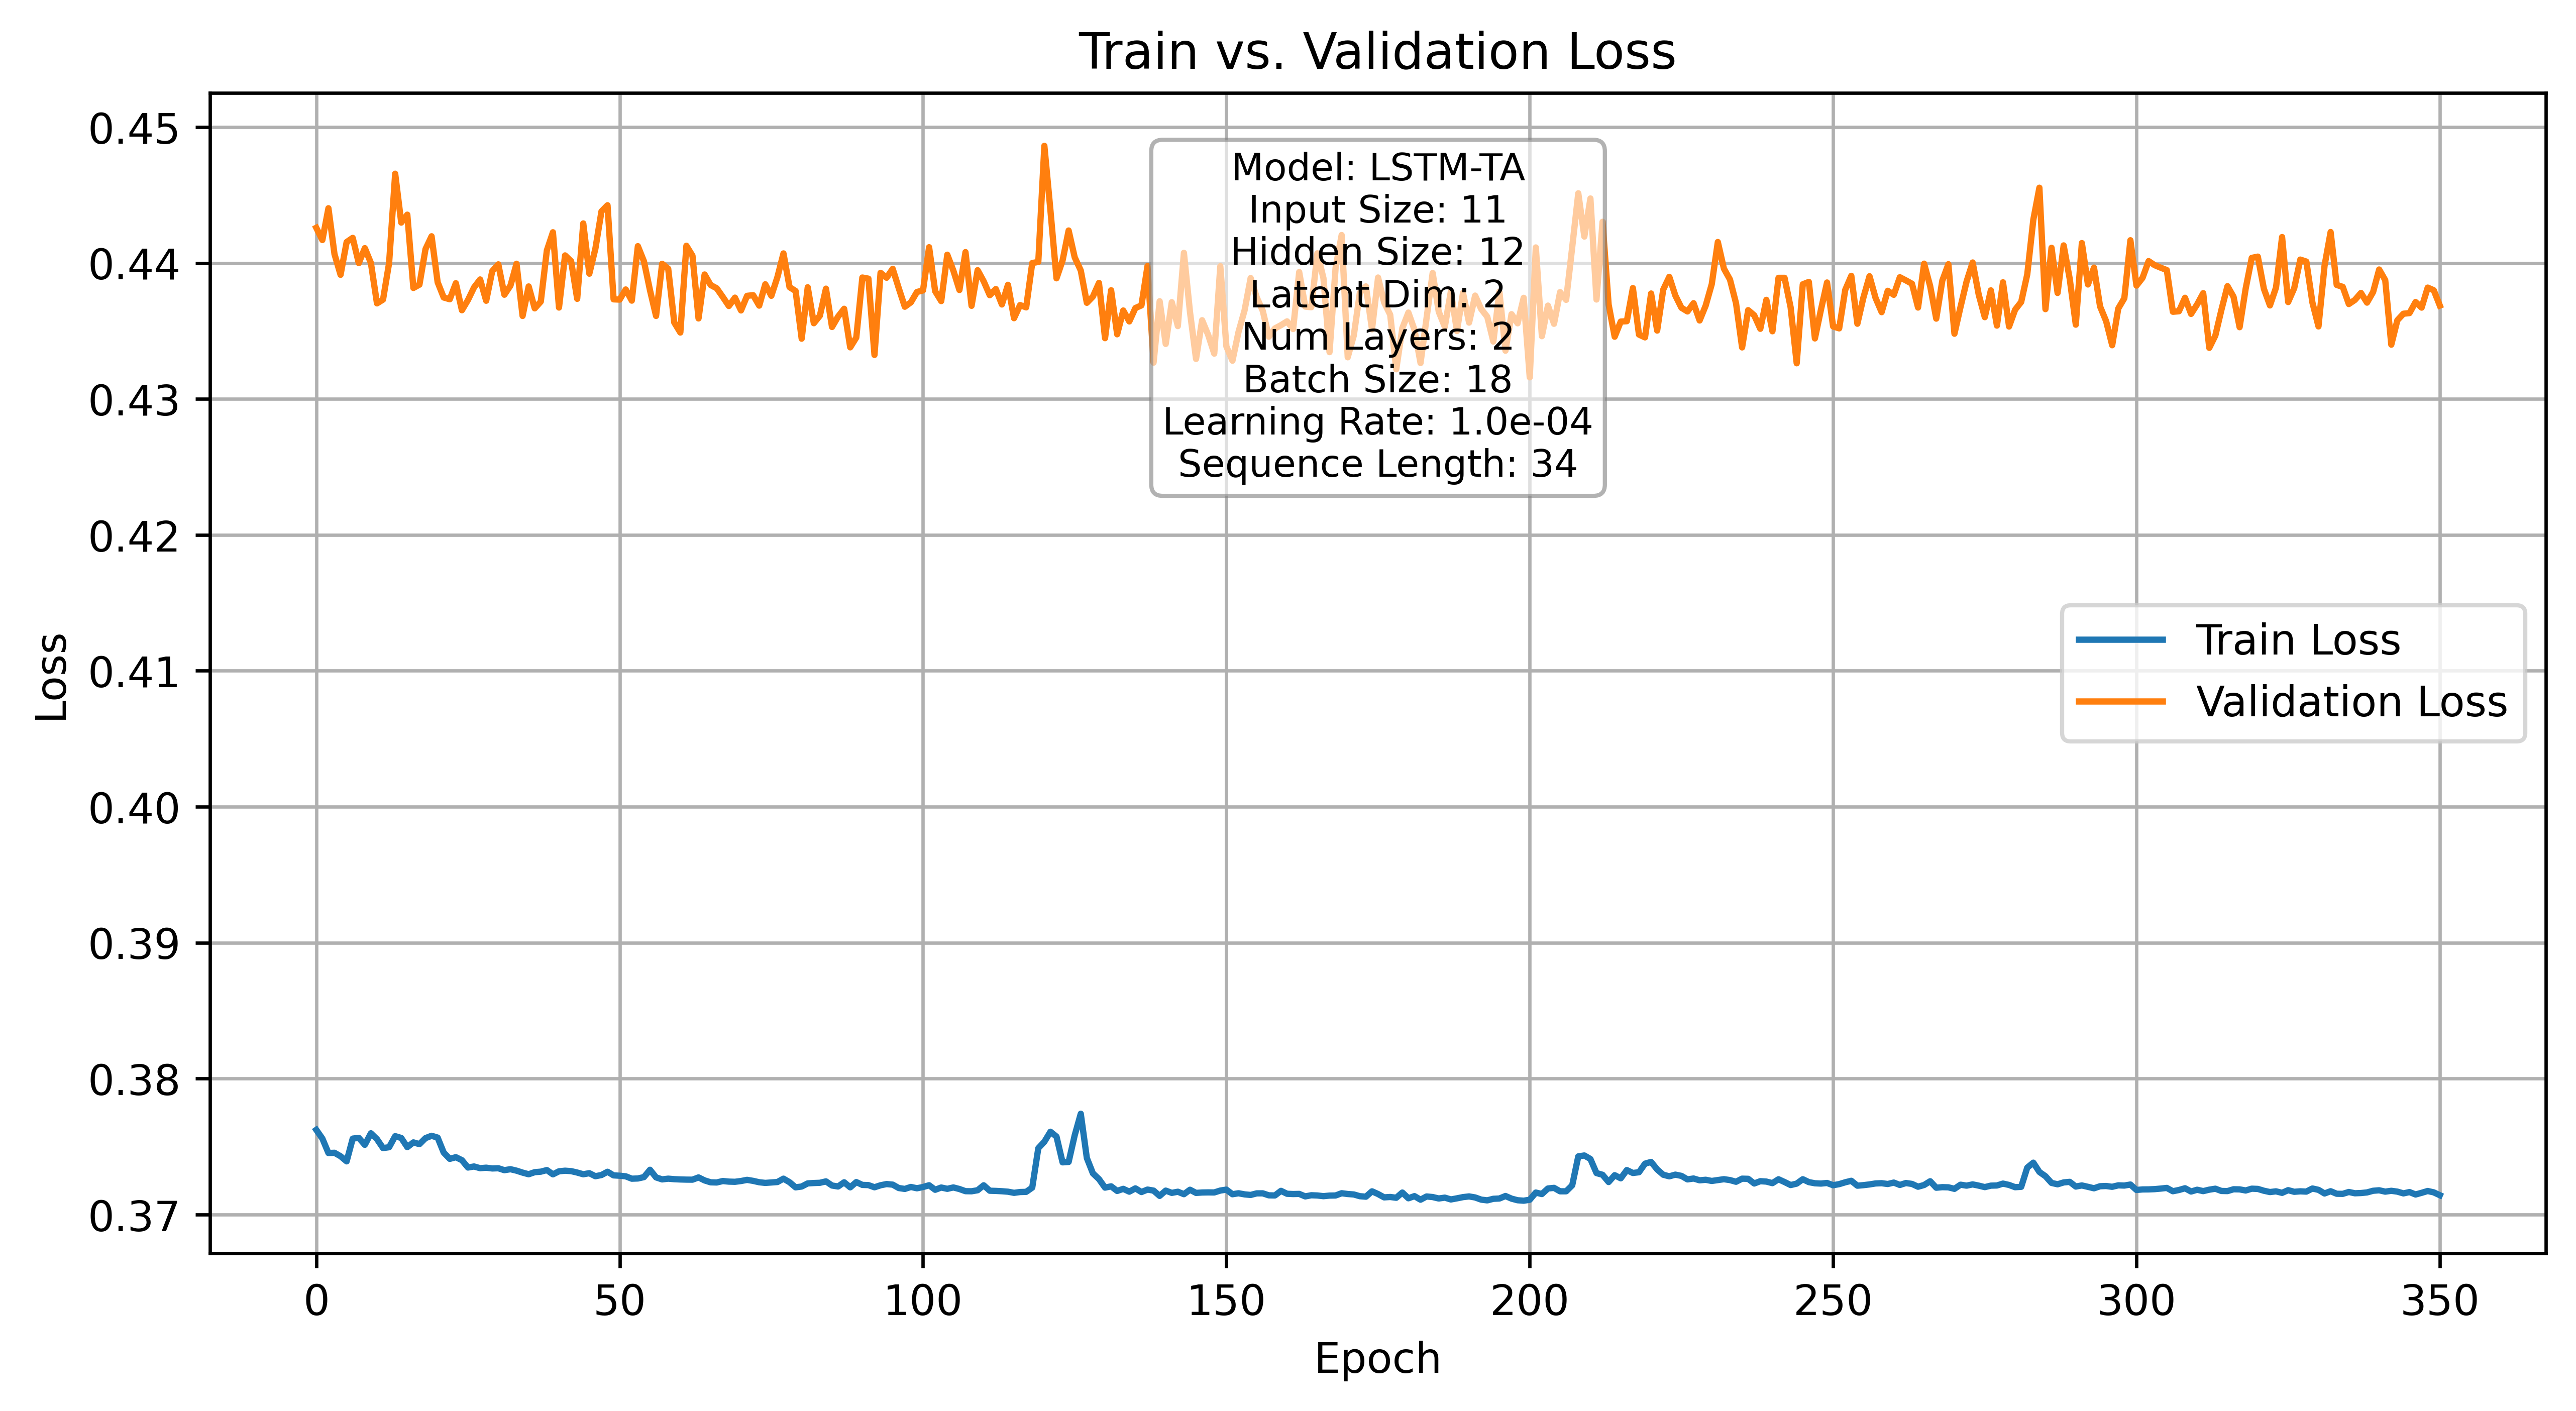 Train vs. Validation Loss
0.45
0.44
0.43
0.42
0.41
0.40
0.39
0.38
0.37
Loss
Model: LSTM-TA
Input Size: 11
Hidden Size: 12
Latent Dim: 2
Num Layers: 2
Batch Size: 18
Learning Rate: 1.0e-04
Sequence Length: 34
Train Loss
Validation Loss
0 50 100 150 200 250 300 350
Epoch